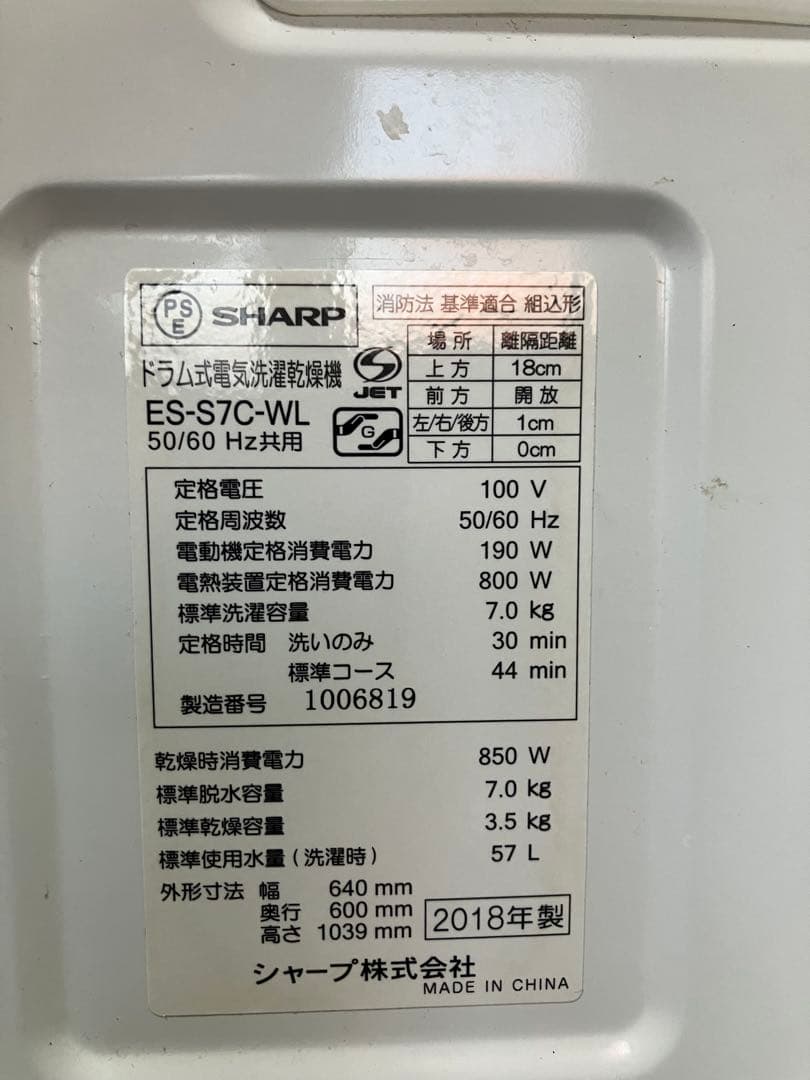 PS E SHARP
消防法 基準適合 組込形
場所 離隔距離
上方 18cm
前方 開放
左/右/後方 1cm
下方 0cm
ドラム式電気洗濯乾燥機
S JET
ES-S7C-WL
G
50/60 Hz共用
定格電圧 100 V
定格周波数 50/60 Hz
電動機定格消費電力 190 W
電熱装置定格消費電力 800 W
標準洗濯容量 7.0 kg
定格時間 洗いのみ 30 min
標準コース 44 min
製造番号 1006819
乾燥時消費電力 850 W
標準脱水容量 7.0 kg
標準乾燥容量 3.5 kg
標準使用水量(洗濯時) 57 L
外形寸法 幅 640 mm
奥行 600 mm
高さ 1039 mm
2018年製
シャープ株式会社
MADE IN CHINA